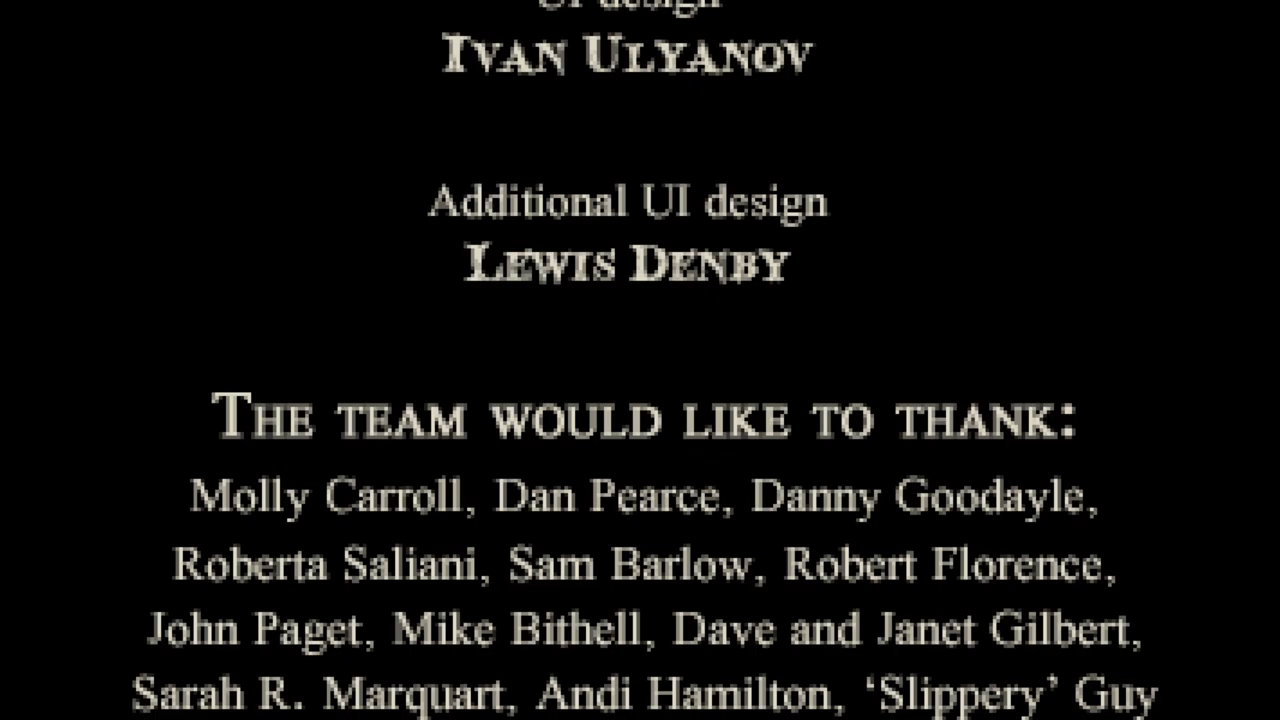 UI design
IVAN ULYANOV
Additional UI design
LEWIS DENBY
THE TEAM WOULD LIKE TO THANK:
Molly Carroll, Dan Pearce, Danny Goodayle,
Roberta Saliani, Sam Barlow, Robert Florence,
John Paget, Mike Bithell, Dave and Janet Gilbert,
Sarah R. Marquart, Andi Hamilton, ‘Slippery’ Guy